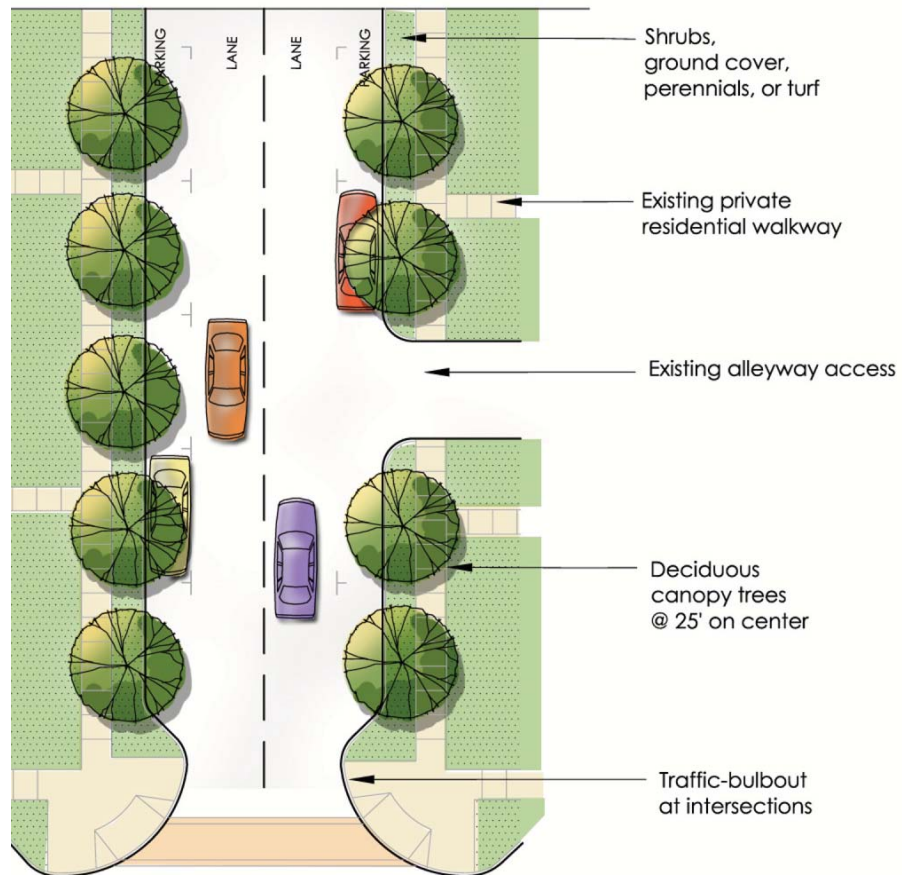 PARKING
LANE
LANE
PARKING
Shrubs,
ground cover,
perennials, or turf
Existing private
residential walkway
Existing alleyway access
Deciduous
canopy trees
@ 25' on center
Traffic-bulbout
at intersections